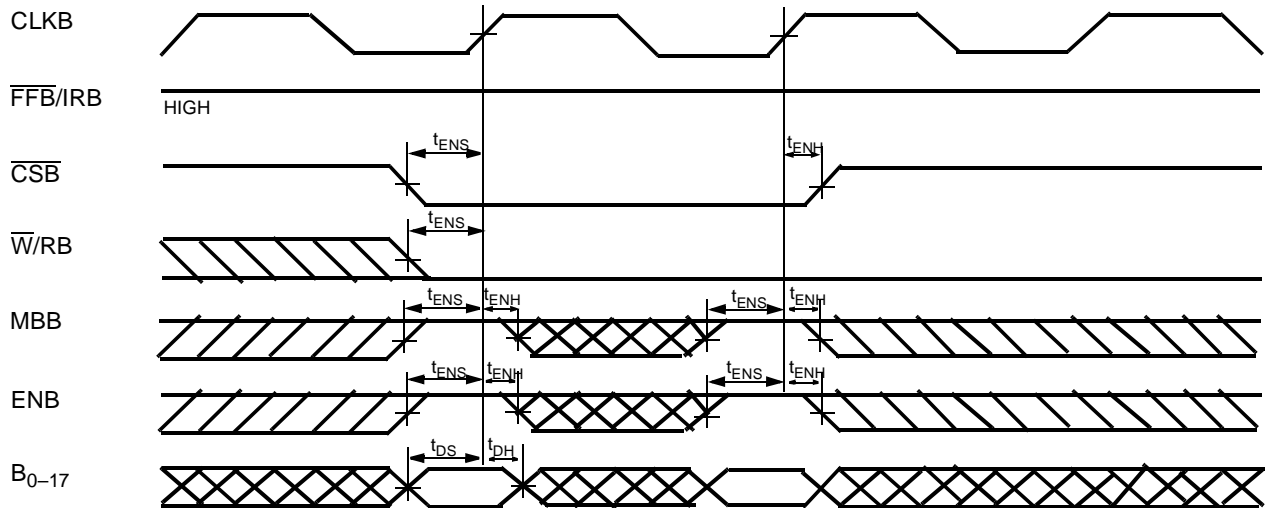 CLKB
FFB/IRB
HIGH
tENS
tENH
CSB
tENS
W/RB
tENS tENH tENS tENH
MBB
tENS tENH tENS tENH
ENB
tDS tDH
B0–17